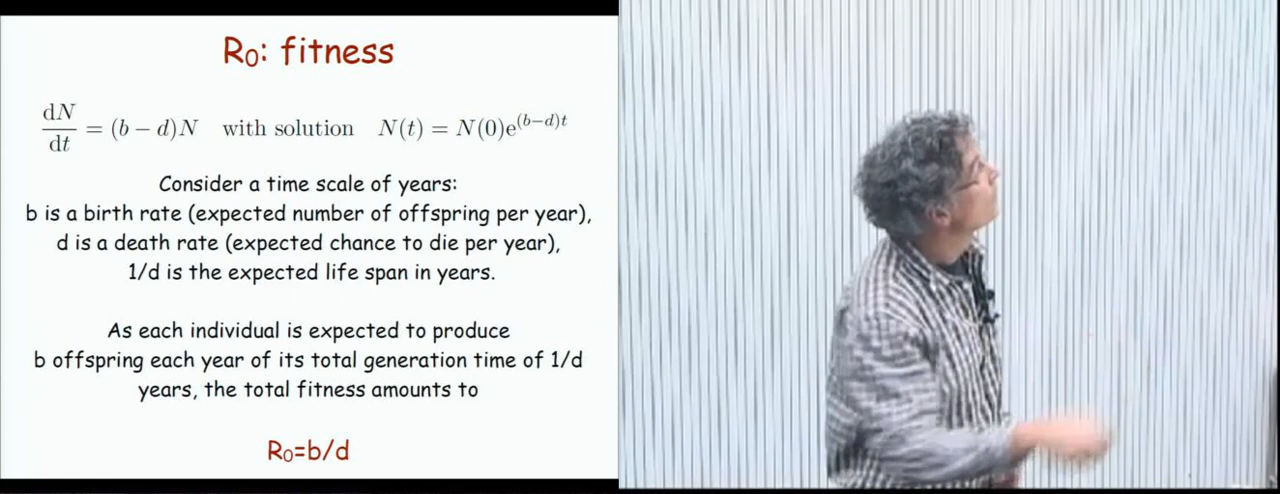 R₀: fitness
dN/dt = (b − d)N with solution N(t) = N(0)e^(b−d)t
Consider a time scale of years:
b is a birth rate (expected number of offspring per year),
d is a death rate (expected chance to die per year),
1/d is the expected life span in years.
As each individual is expected to produce
b offspring each year of its total generation time of 1/d
years, the total fitness amounts to
R₀=b/d